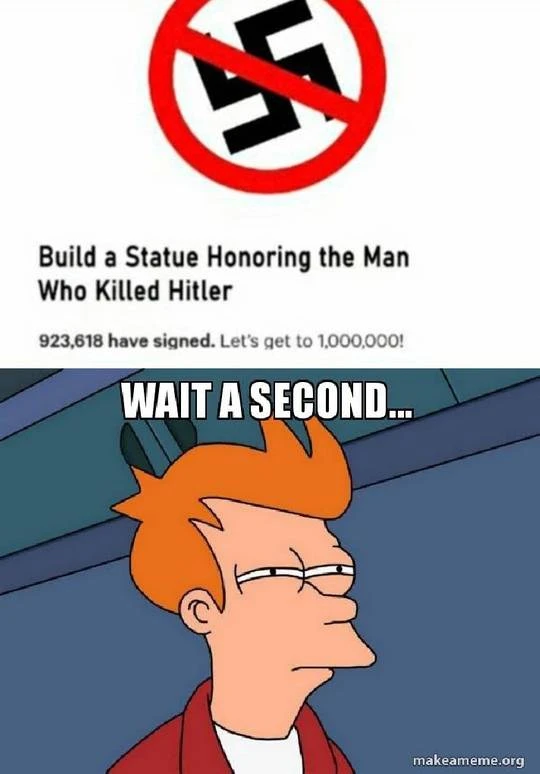 Build a Statue Honoring the Man
Who Killed Hitler
923,618 have signed. Let's get to 1,000,000!
WAIT A SECOND...
makeameme.org